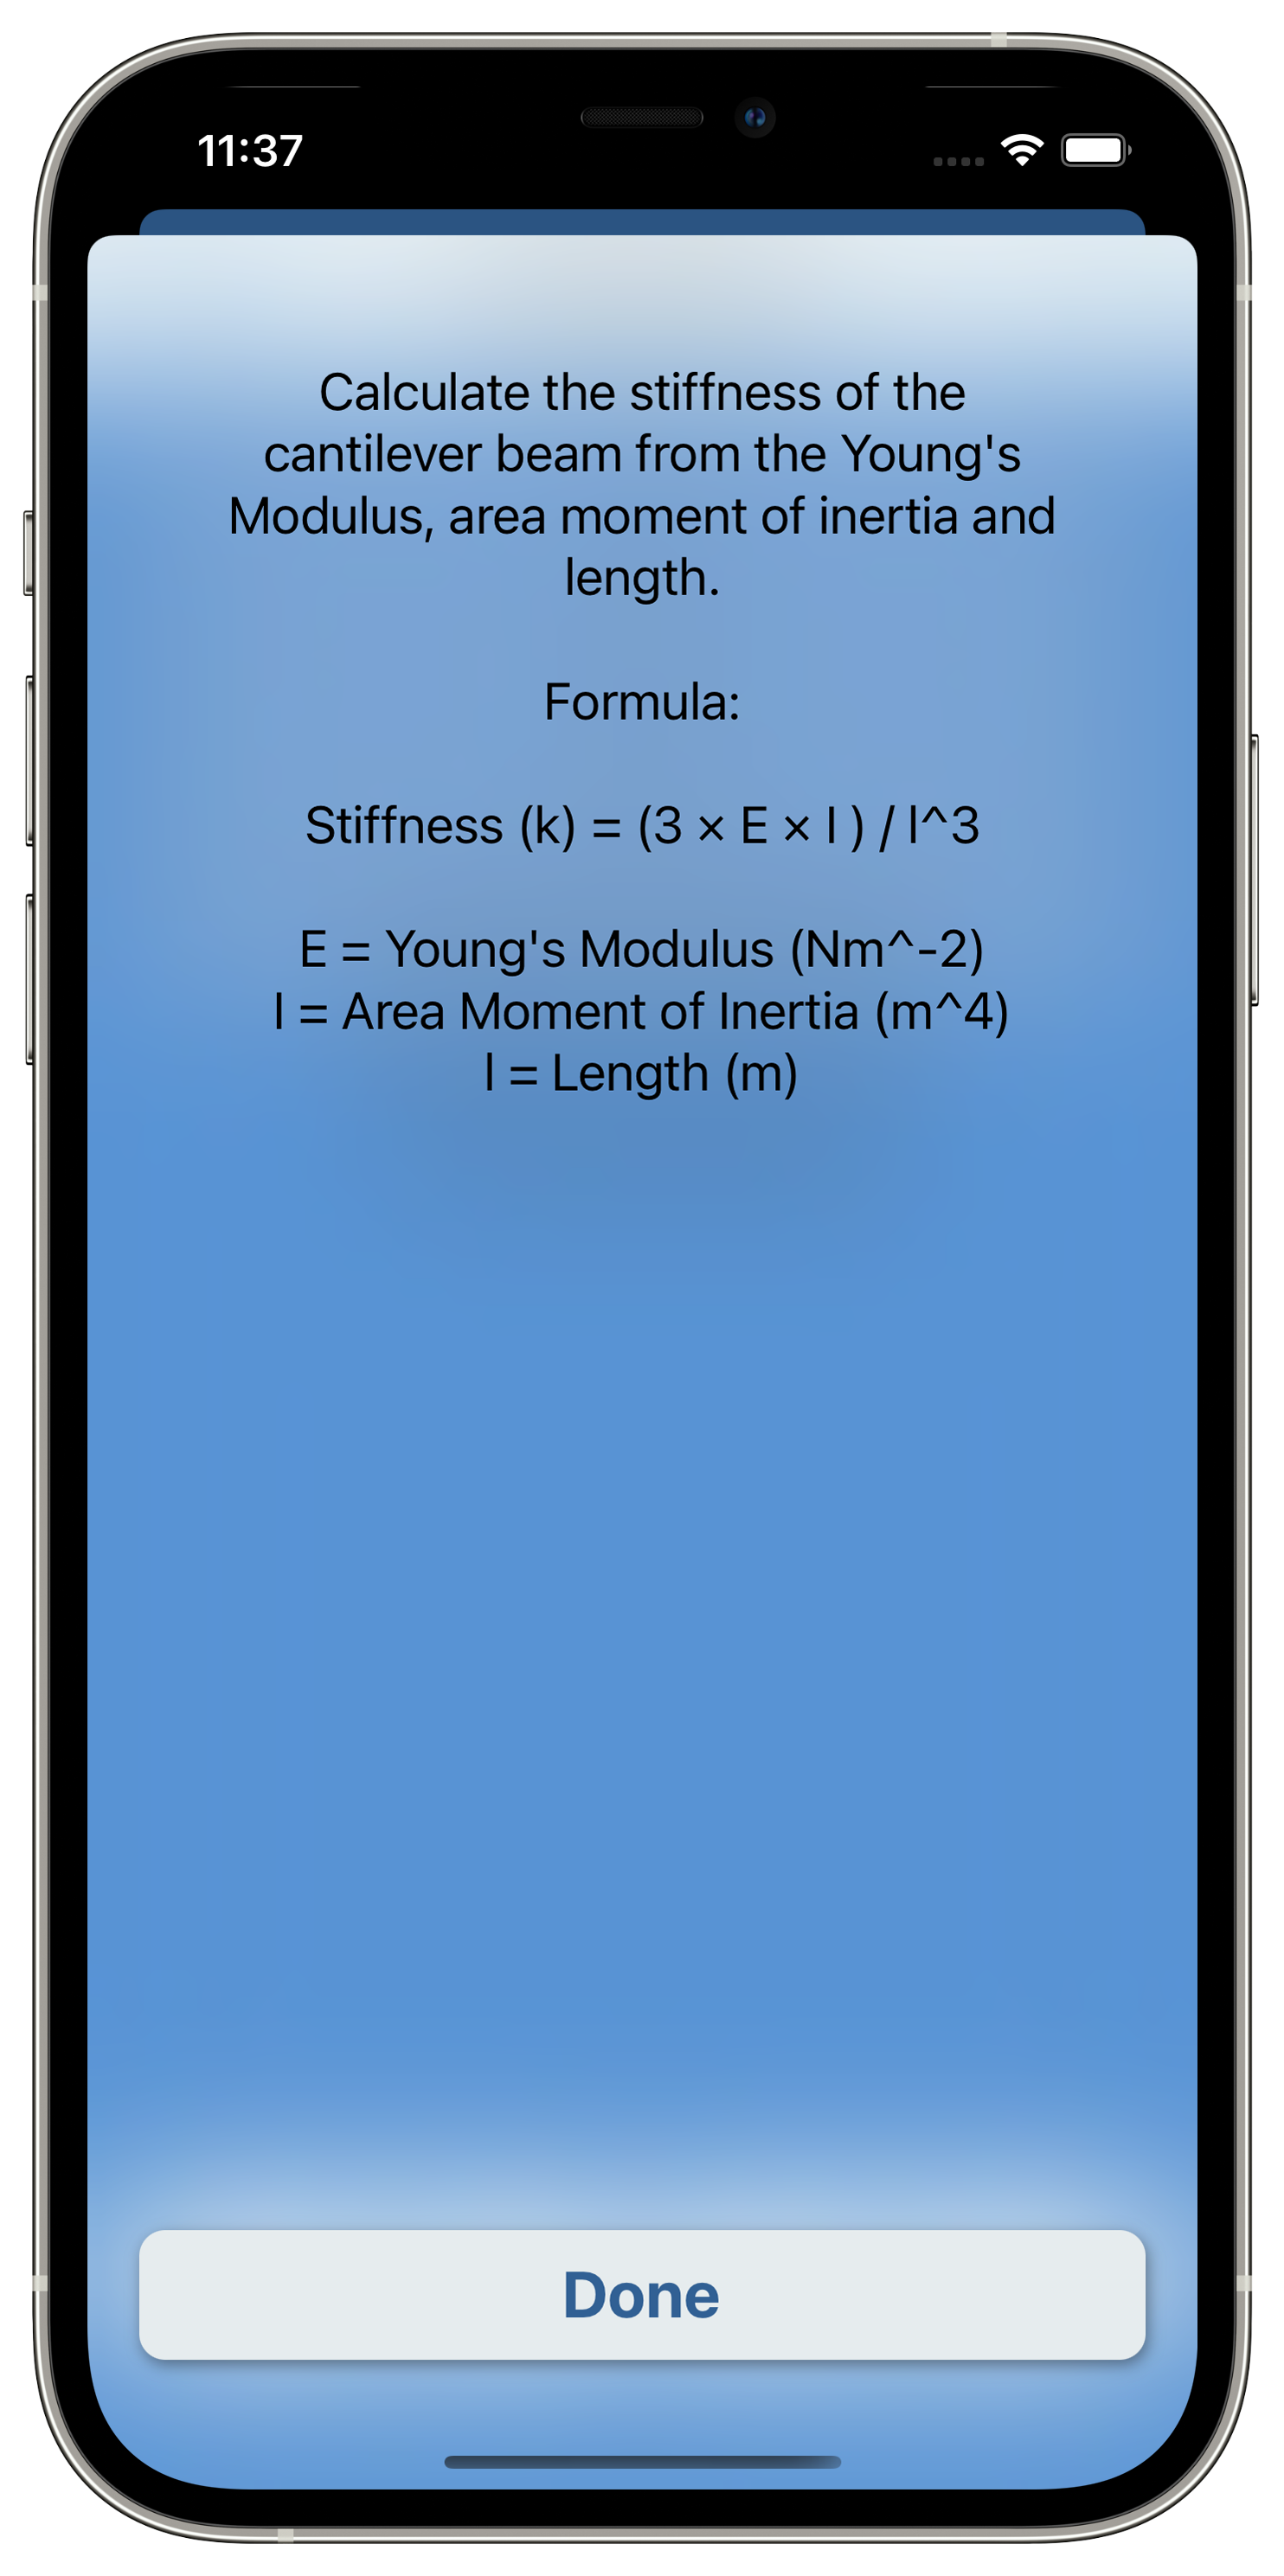 11:37
Calculate the stiffness of the
cantilever beam from the Young's
Modulus, area moment of inertia and
length.
Formula:
Stiffness (k) = (3 × E × I ) / l^3
E = Young's Modulus (Nm^-2)
I = Area Moment of Inertia (m^4)
l = Length (m)
Done